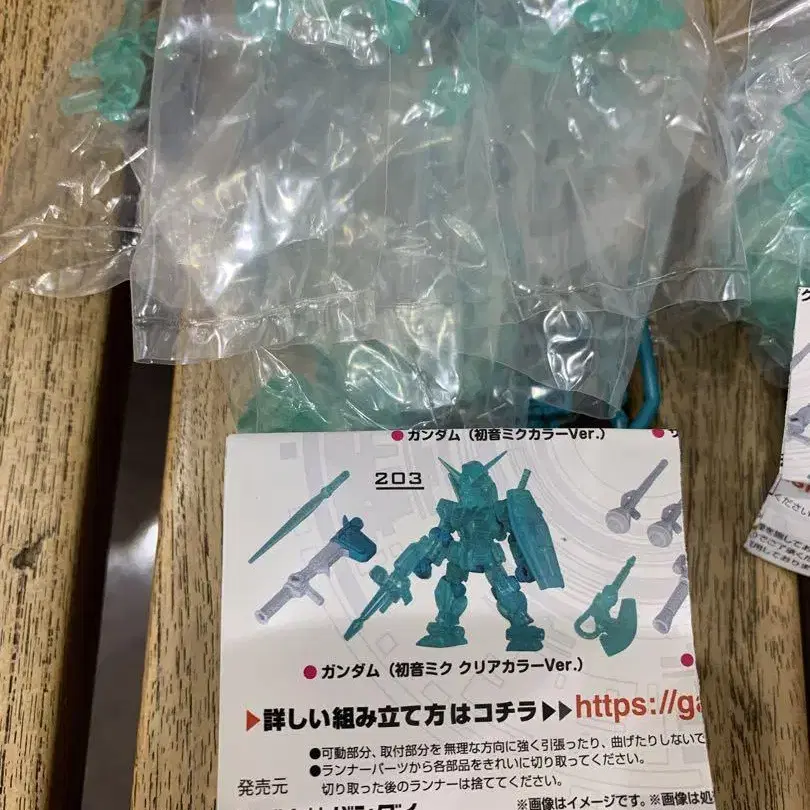 ●ガンダム（初音ミクカラーVer.）
203
●ガンダム（初音ミク クリアカラーVer.）
▶詳しい組み立て方はコチラ▶▶https://ga
●可動部分、取付部分を無理な方向に強く引張ったり、曲げたりしないで
●ランナーパーツから各部品をきれいに切り取ってください。
発売元
切り取った後のランナーは捨ててください。
※画像はイメージです。※画像は処